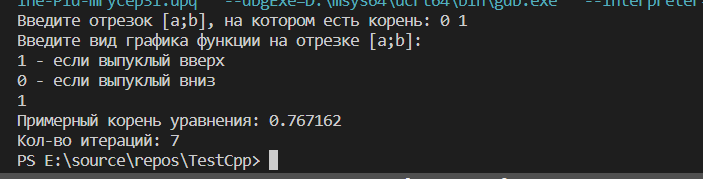 --dbgExe=D:\msys64\ucrt64\bin\gdb.exe --interpreter=
Введите отрезок [a;b], на котором есть корень: 0 1
Введите вид графика функции на отрезке [a;b]:
1 - если выпуклый вверх
0 - если выпуклый вниз
1
Примерный корень уравнения: 0.767162
Кол-во итераций: 7
PS E:\source\repos\TestCpp>